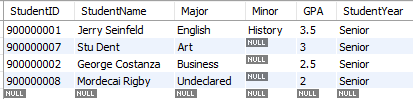 StudentID StudentName Major Minor GPA StudentYear
900000001 Jerry Seinfeld English History 3.5 Senior
900000007 Stu Dent Art NULL 3 Senior
900000002 George Costanza Business NULL 2.5 Senior
900000008 Mordecai Rigby Undeclared NULL 2 Senior
NULL NULL NULL NULL NULL NULL